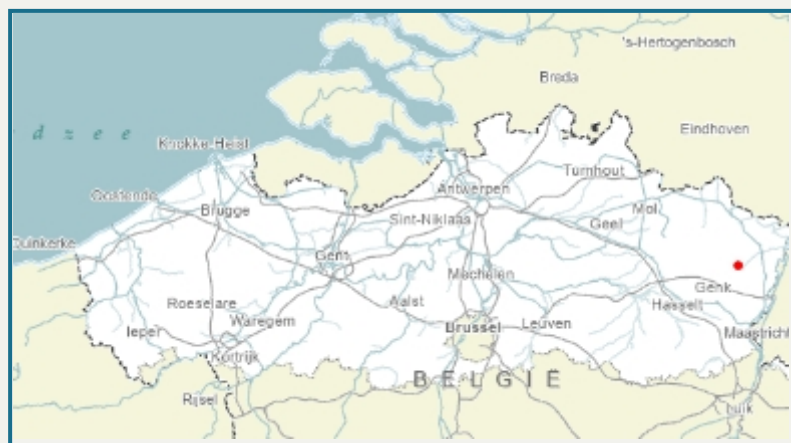 's-Hertogenbosch
Breda
Eindhoven
d z e e
Knokke-Heist
Turnhout
Antwerpen
Oostende
Brugge
Sint-Niklaas
Geel
Mol
Duinkerke
Gent
Mechelen
Genk
Roeselare
Aalst
Hasselt
Ieper
Waregem
Brussel
Leuven
Maastricht
Kortrijk
BELGIË
Rijsel
Luik